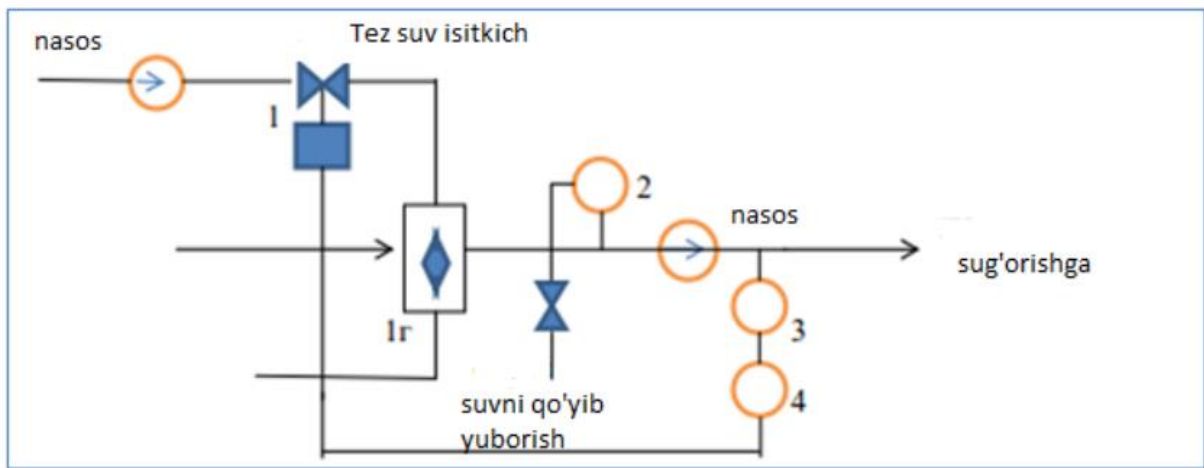 nasos
Tez suv isitkich
1
2
nasos
sug'orishga
1г
3
suvni qo'yib
yuborish
4